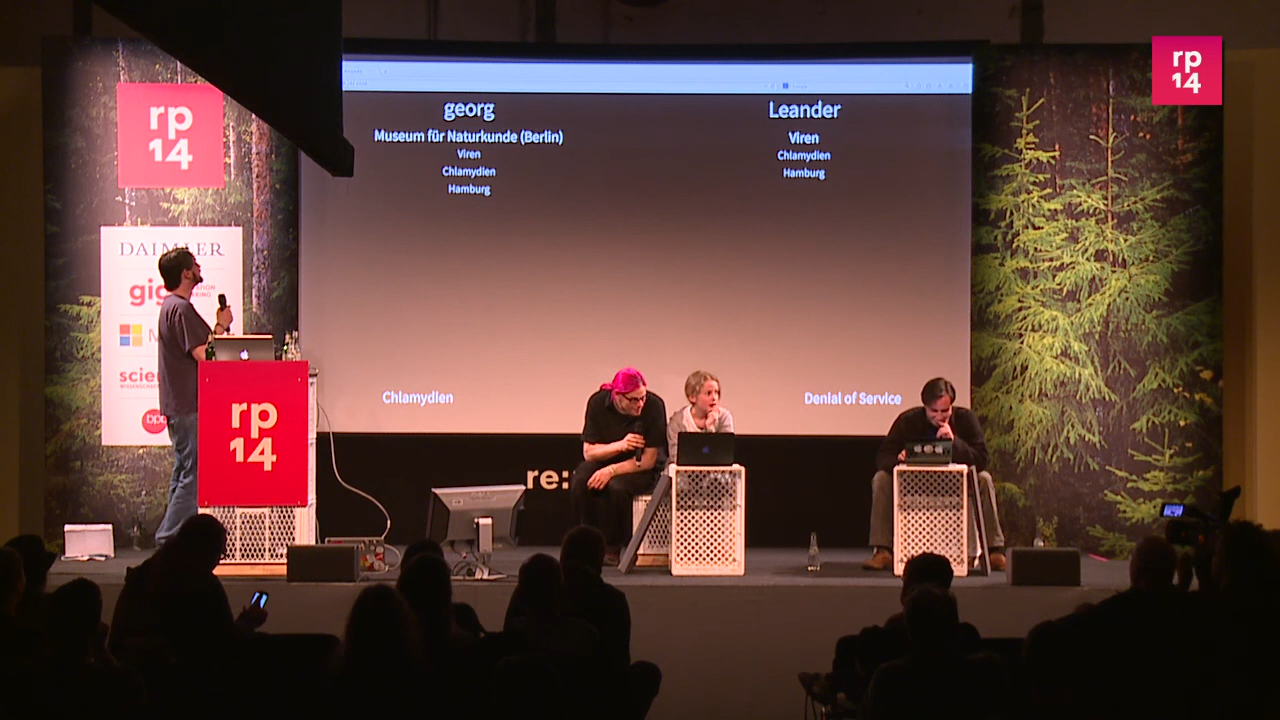 rp
14
rp
14
georg
Museum für Naturkunde (Berlin)
Viren
Chlamydien
Hamburg
Leander
Viren
Chlamydien
Hamburg
DAIMLER
Chlamydien
Denial of Service
rp
14
re: